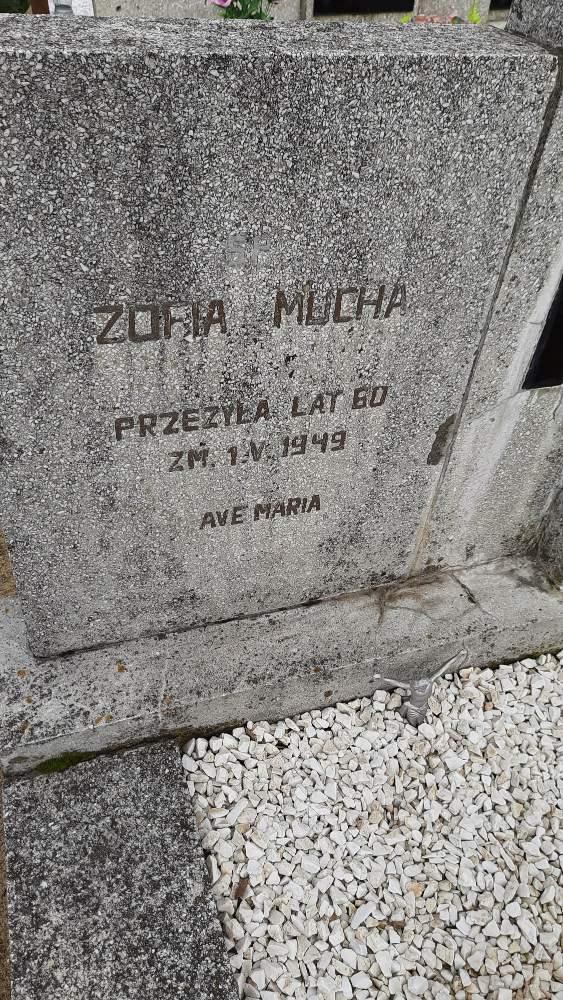 Ś.P.
ZOFIA MUCHA
PRZEŻYŁA LAT 60
ZM. 1.V. 1949
AVE MARIA